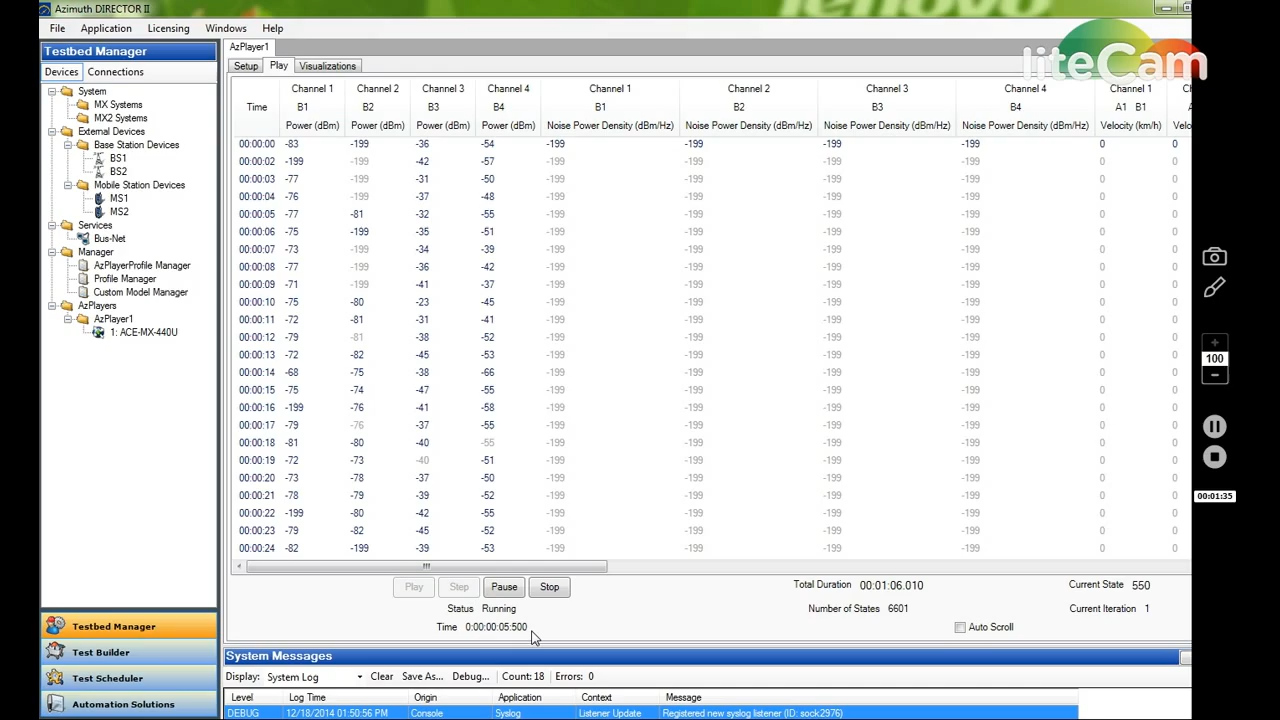 Azimuth DIRECTOR II
lenovo
liteCam
File Application Licensing Windows Help
Testbed Manager
Devices Connections
System
MX Systems
MX2 Systems
External Devices
Base Station Devices
BS1
BS2
Mobile Station Devices
MS1
MS2
Services
Bus-Net
Manager
AzPlayerProfile Manager
Profile Manager
Custom Model Manager
AzPlayers
AzPlayer1
1: ACE-MX-440U
Testbed Manager
Test Builder
Test Scheduler
Automation Solutions
AzPlayer1
Setup Play Visualizations
Channel 1 Channel 2 Channel 3 Channel 4 Channel 1 Channel 2 Channel 3 Channel 4 Channel 1
Time B1 B2 B3 B4 B1 B2 B3 B4 A1 B1 A
Power (dBm) Power (dBm) Power (dBm) Power (dBm) Noise Power Density (dBm/Hz) Noise Power Density (dBm/Hz) Noise Power Density (dBm/Hz) Noise Power Density (dBm/Hz) Velocity (km/h) Velo
00:00:00 -83 -199 -36 -54 -199 -199 -199 -199 0 0
00:00:02 -199 -199 -42 -57 -199 -199 -199 -199 0 0
00:00:03 -77 -199 -31 -50 -199 -199 -199 -199 0 0
00:00:04 -76 -199 -37 -48 -199 -199 -199 -199 0 0
00:00:05 -77 -81 -32 -55 -199 -199 -199 -199 0 0
00:00:06 -75 -199 -35 -51 -199 -199 -199 -199 0 0
00:00:07 -73 -199 -34 -39 -199 -199 -199 -199 0 0
00:00:08 -77 -199 -36 -42 -199 -199 -199 -199 0 0
00:00:09 -71 -199 -41 -37 -199 -199 -199 -199 0 0
00:00:10 -75 -80 -23 -45 -199 -199 -199 -199 0 0
00:00:11 -72 -81 -31 -41 -199 -199 -199 -199 0 0
00:00:12 -79 -81 -38 -52 -199 -199 -199 -199 0 0
00:00:13 -72 -82 -45 -53 -199 -199 -199 -199 0 0
00:00:14 -68 -75 -38 -66 -199 -199 -199 -199 0 0
00:00:15 -75 -74 -47 -55 -199 -199 -199 -199 0 0
00:00:16 -199 -76 -41 -58 -199 -199 -199 -199 0 0
00:00:17 -79 -76 -37 -55 -199 -199 -199 -199 0 0
00:00:18 -81 -80 -40 -55 -199 -199 -199 -199 0 0
00:00:19 -72 -73 -40 -51 -199 -199 -199 -199 0 0
00:00:20 -73 -78 -37 -50 -199 -199 -199 -199 0 0
00:00:21 -78 -79 -39 -52 -199 -199 -199 -199 0 0
00:00:22 -199 -80 -42 -55 -199 -199 -199 -199 0 0
00:00:23 -79 -82 -45 -52 -199 -199 -199 -199 0 0
00:00:24 -82 -199 -39 -53 -199 -199 -199 -199 0 0
Play Step Pause Stop Total Duration 00:01:06.010 Current State 550
Status Running Number of States 6601 Current Iteration 1
Time 0:00:00:05:500 Auto Scroll
System Messages
Display: System Log Clear Save As... Debug... Count: 18 Errors: 0
Level Log Time Origin Application Context Message
DEBUG 12/18/2014 01:50:56 PM Console Syslog Listener Update Registered new syslog listener (ID: sock2976)
100
00:01:35